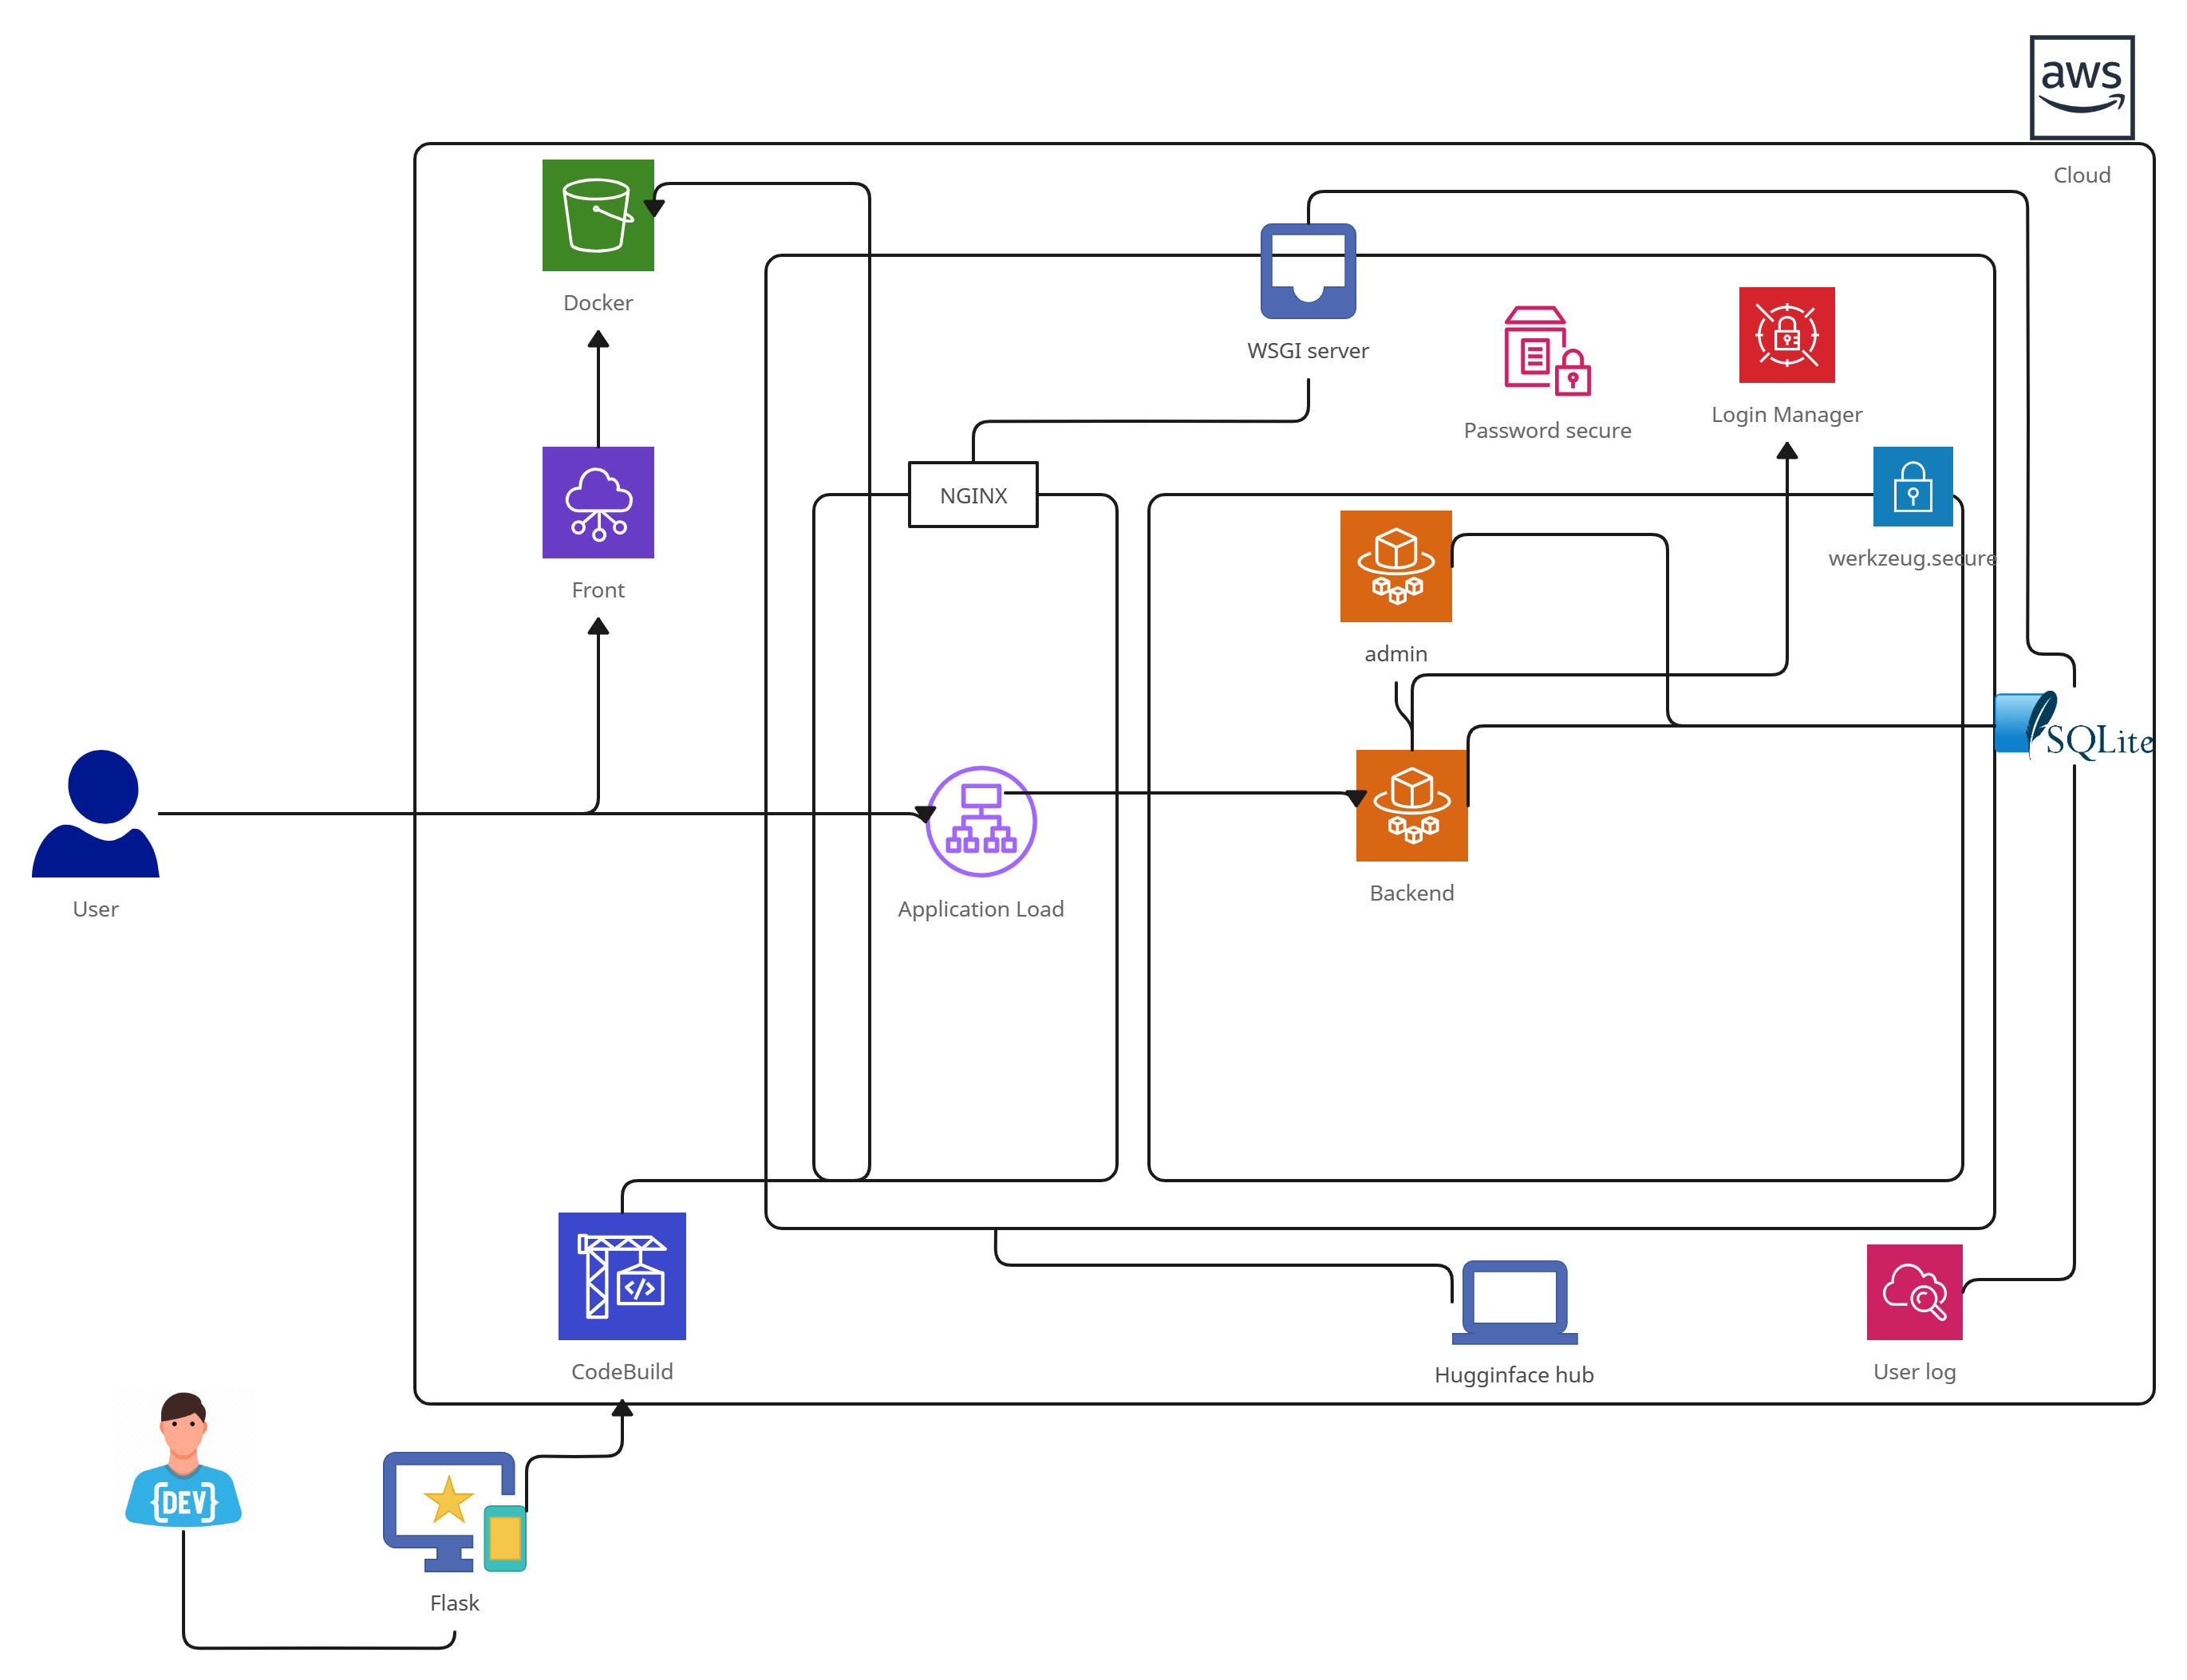 aws
Cloud
Docker
WSGI server
Password secure
Login Manager
NGINX
werkzeug.secure
Front
admin
SQLite
User
Application Load
Backend
</>
CodeBuild
Hugginface hub
User log
{DEV}
Flask